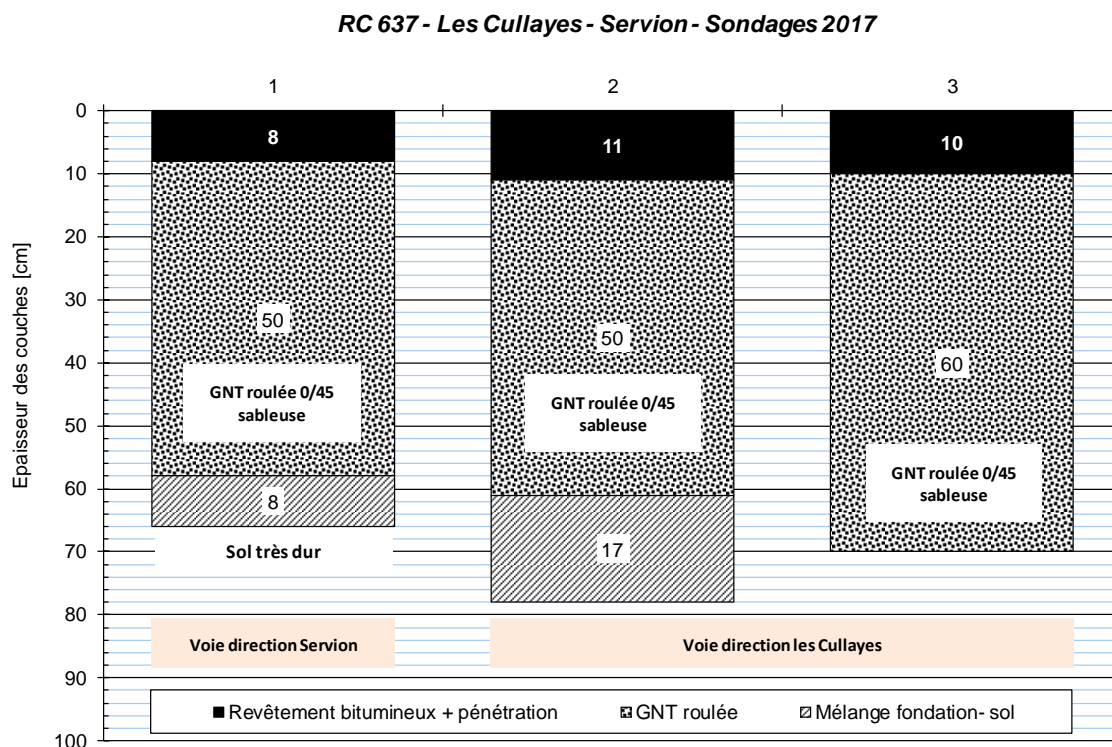 RC 637 - Les Cullayes - Servion - Sondages 2017
1 2 3
Epaisseur des couches [cm]
0
10
20
30
40
50
60
70
80
90
100
8
50
GNT roulée 0/45
sableuse
8
Sol très dur
11
50
GNT roulée 0/45
sableuse
17
10
60
GNT roulée 0/45
sableuse
Voie direction Servion
Voie direction les Cullayes
Revêtement bitumineux + pénétration GNT roulée Mélange fondation- sol